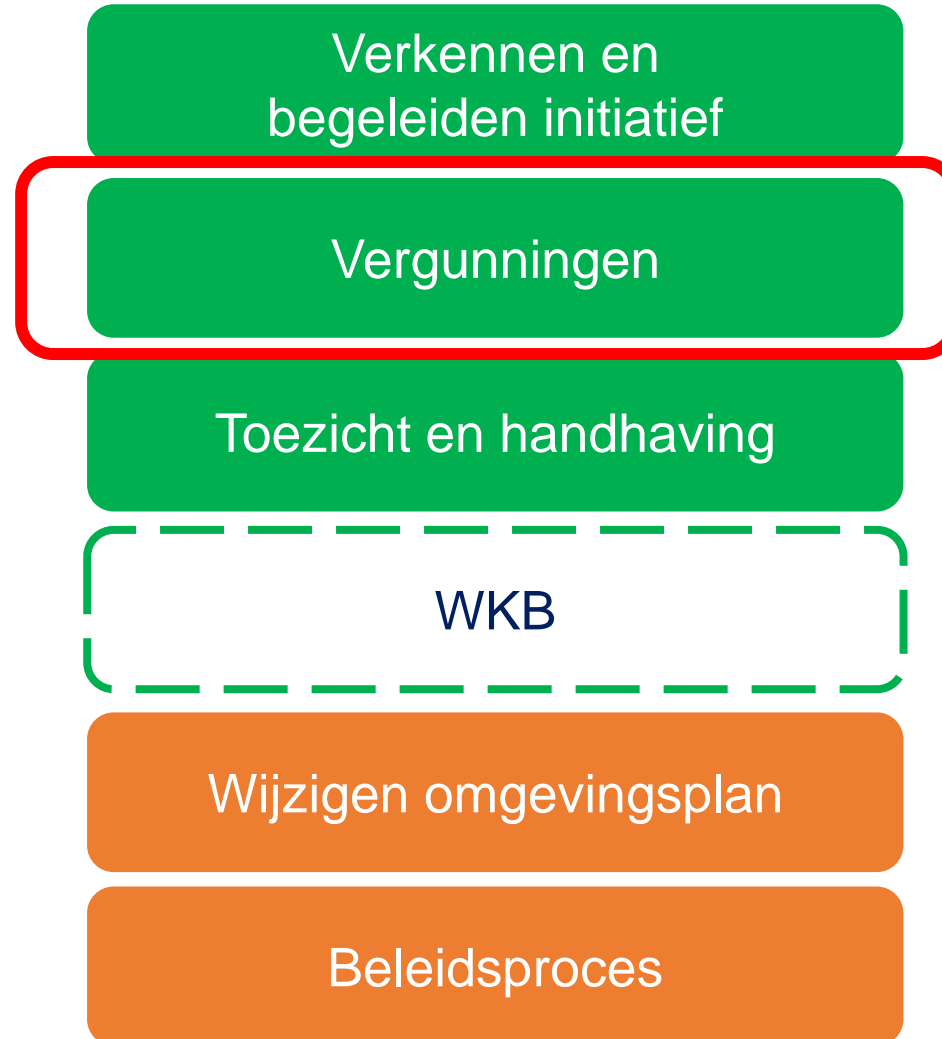 Verkennen en
begeleiden initiatief
Vergunningen
Toezicht en handhaving
WKB
Wijzigen omgevingsplan
Beleidsproces